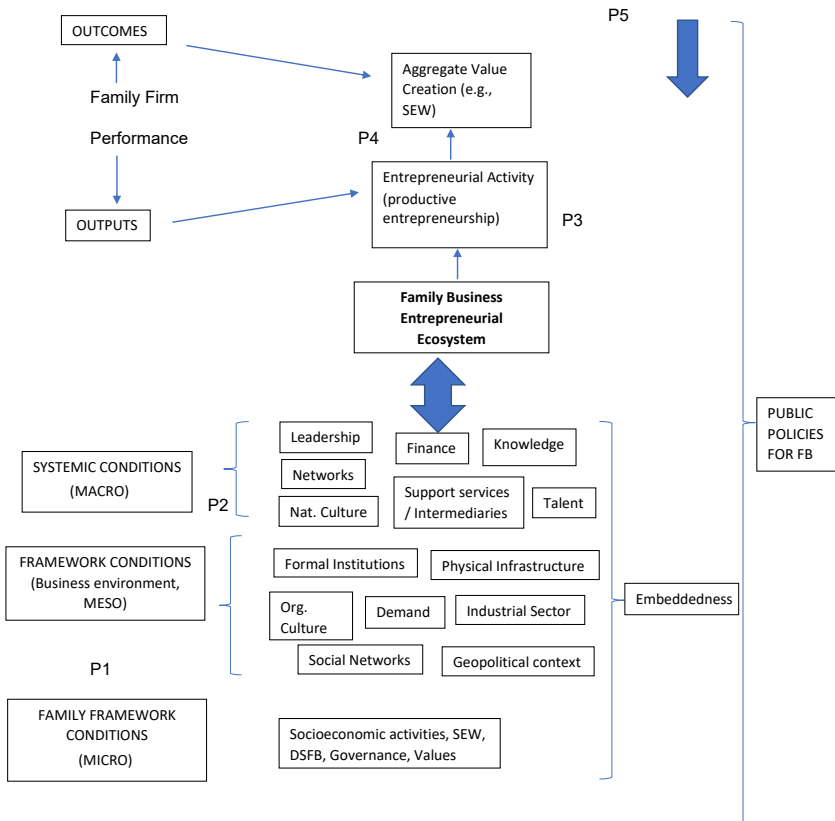 P5
OUTCOMES
Aggregate Value
Creation (e.g.,
SEW)
Family Firm
Performance
P4
Entrepreneurial Activity
(productive
entrepreneurship)
OUTPUTS
P3
Family Business
Entrepreneurial
Ecosystem
PUBLIC
POLICIES
FOR FB
Leadership
Finance
Knowledge
SYSTEMIC CONDITIONS
(MACRO)
Networks
P2
Nat. Culture
Support services
/ Intermediaries
Talent
FRAMEWORK CONDITIONS
(Business environment,
MESO)
Formal Institutions
Physical Infrastructure
Org.
Culture
Demand
Industrial Sector
Embeddedness
Social Networks
Geopolitical context
P1
FAMILY FRAMEWORK
CONDITIONS
(MICRO)
Socioeconomic activities, SEW,
DSFB, Governance, Values